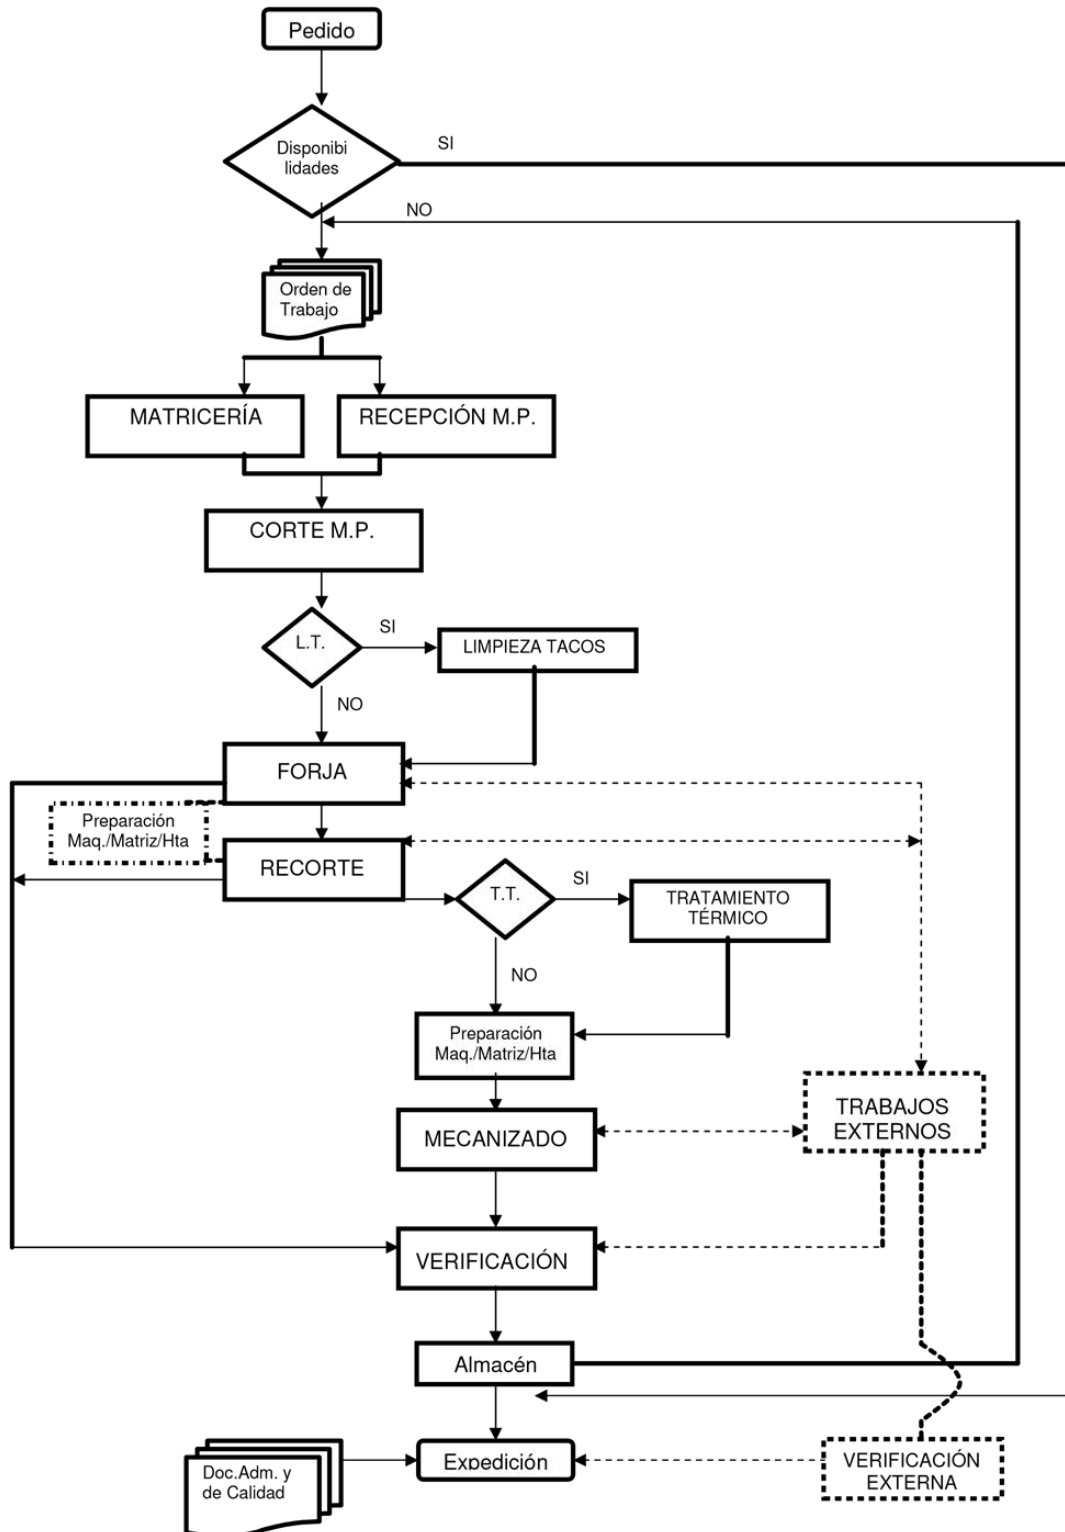 Pedido
Disponibi
lidades
SI
NO
Orden de
Trabajo
MATRICERÍA
RECEPCIÓN M.P.
CORTE M.P.
L.T.
SI
LIMPIEZA TACOS
NO
FORJA
Preparación
Maq./Matriz/Hta
RECORTE
T.T.
SI
TRATAMIENTO
TÉRMICO
NO
Preparación
Maq./Matriz/Hta
TRABAJOS
EXTERNOS
MECANIZADO
VERIFICACIÓN
Almacén
Expedición
Doc.Adm. y
de Calidad
VERIFICACIÓN
EXTERNA